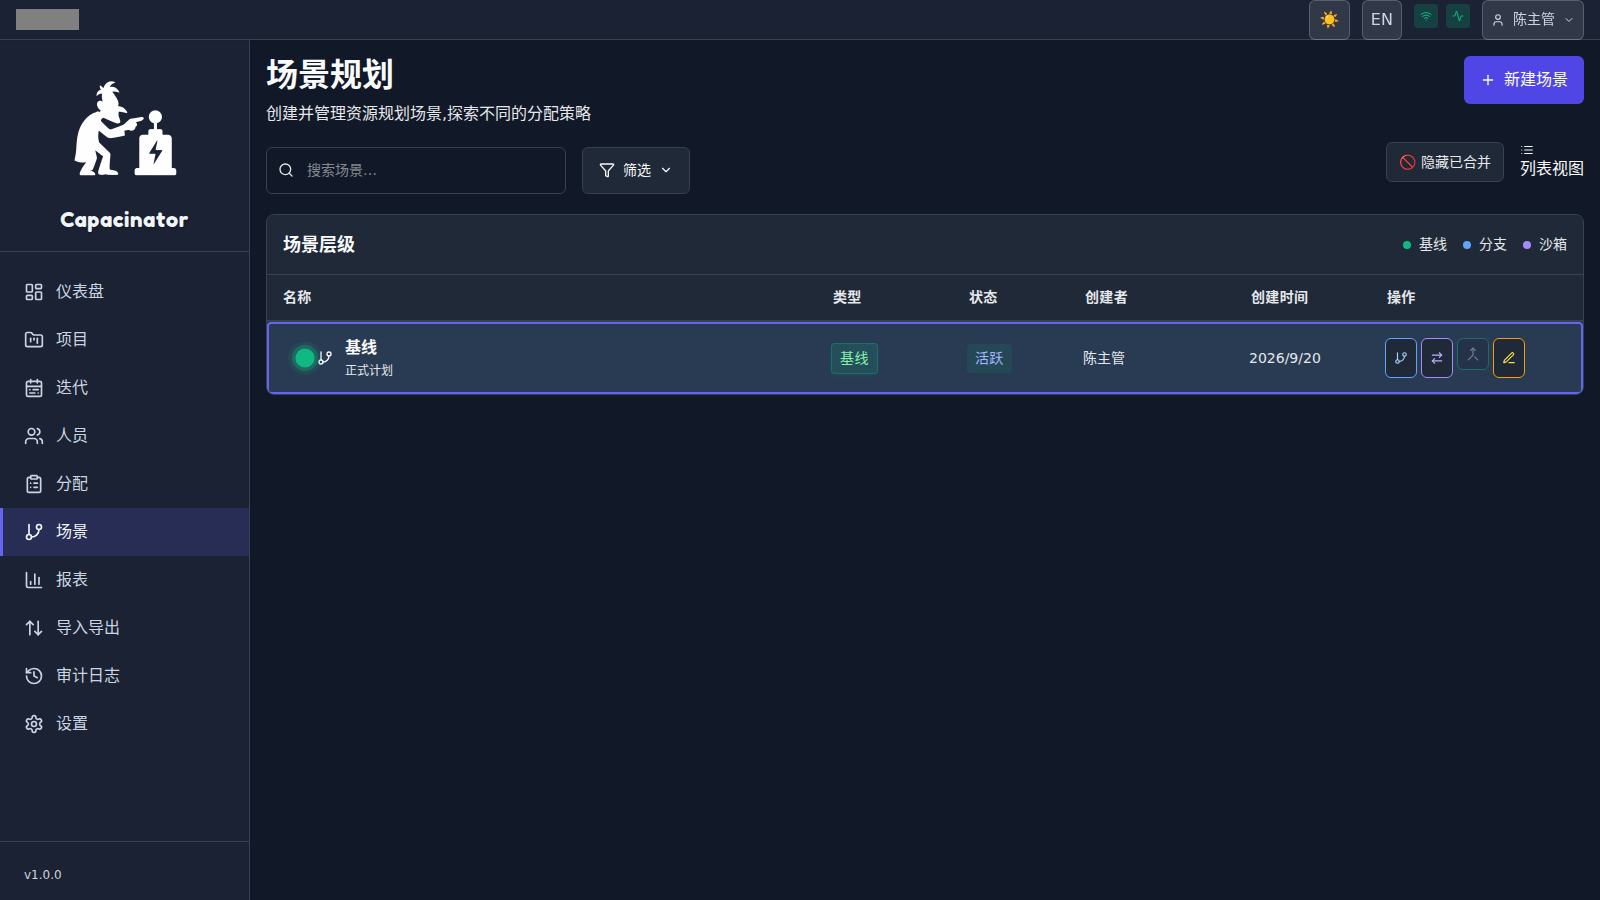 EN
陈主管
Capacinator
仪表盘
项目
迭代
人员
分配
场景
报表
导入导出
审计日志
设置
v1.0.0
场景规划
创建并管理资源规划场景,探索不同的分配策略
新建场景
搜索场景...
筛选
隐藏已合并
列表视图
场景层级
基线
分支
沙箱
名称
类型
状态
创建者
创建时间
操作
基线
正式计划
基线
活跃
陈主管
2026/9/20